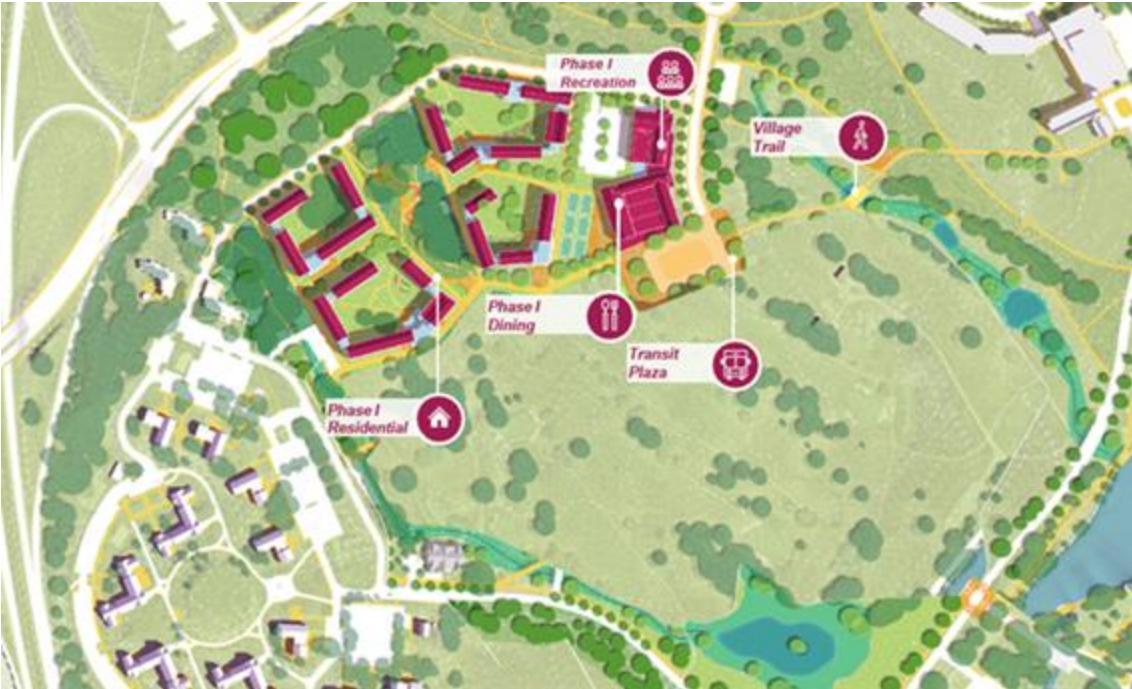 Phase I
Recreation
Village
Trail
Phase I
Dining
Transit
Plaza
Phase I
Residential